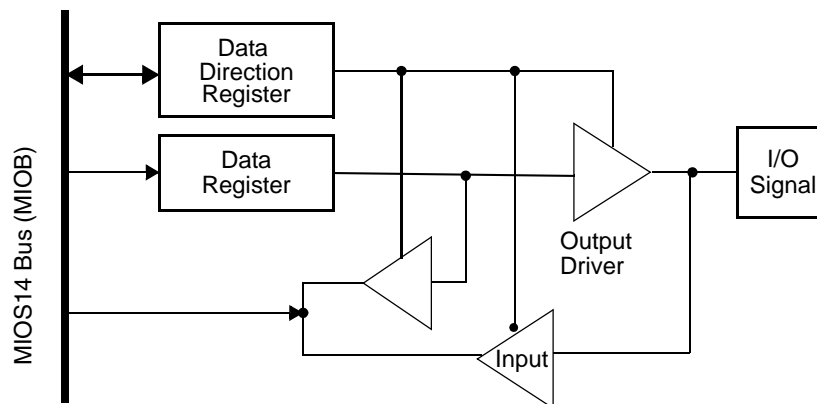 Data
Direction
Register
Data
Register
I/O
Signal
Output
Driver
Input
MIOS14 Bus (MIOB)